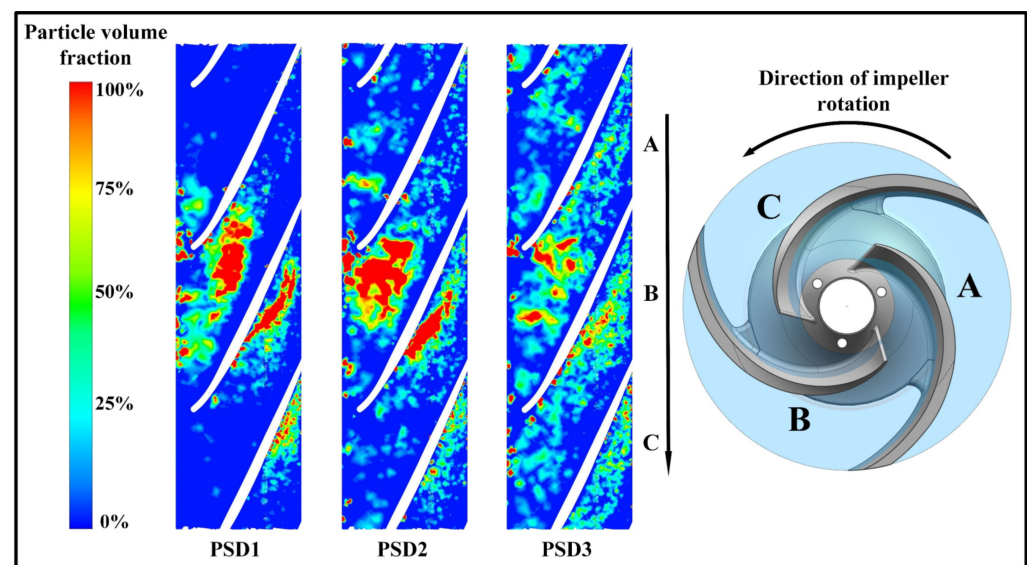 Particle volume
fraction
100%
75%
50%
25%
0%
PSD1
PSD2
PSD3
A
B
C
Direction of impeller
rotation
C
A
B